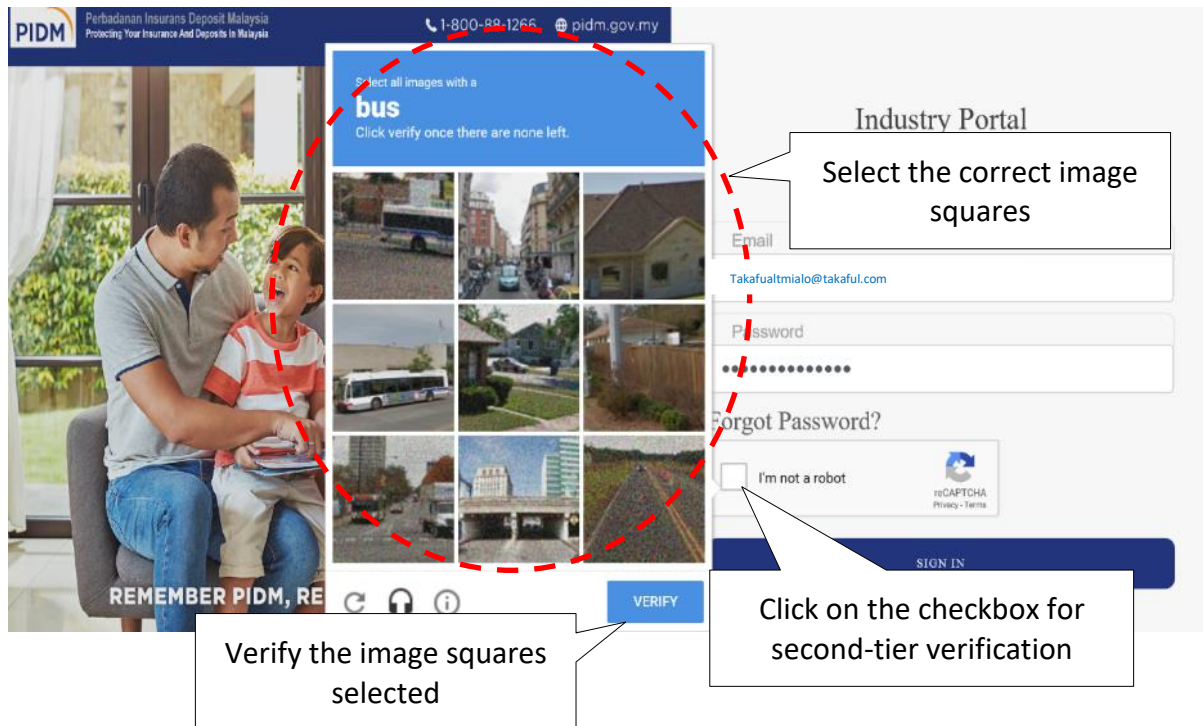 PIDM
Perbadanan Insurans Deposit Malaysia
Protecting Your Insurance And Deposits In Malaysia
1-800-88-1266
pidm.gov.my
Select all images with a
bus
Click verify once there are none left.
Industry Portal
Select the correct image
squares
Email
Takafualtmialo@takaful.com
Password
••••••••••••••
Forgot Password?
I'm not a robot
reCAPTCHA
Privacy - Terms
SIGN IN
REMEMBER PIDM, RE
VERIFY
Click on the checkbox for
second-tier verification
Verify the image squares
selected